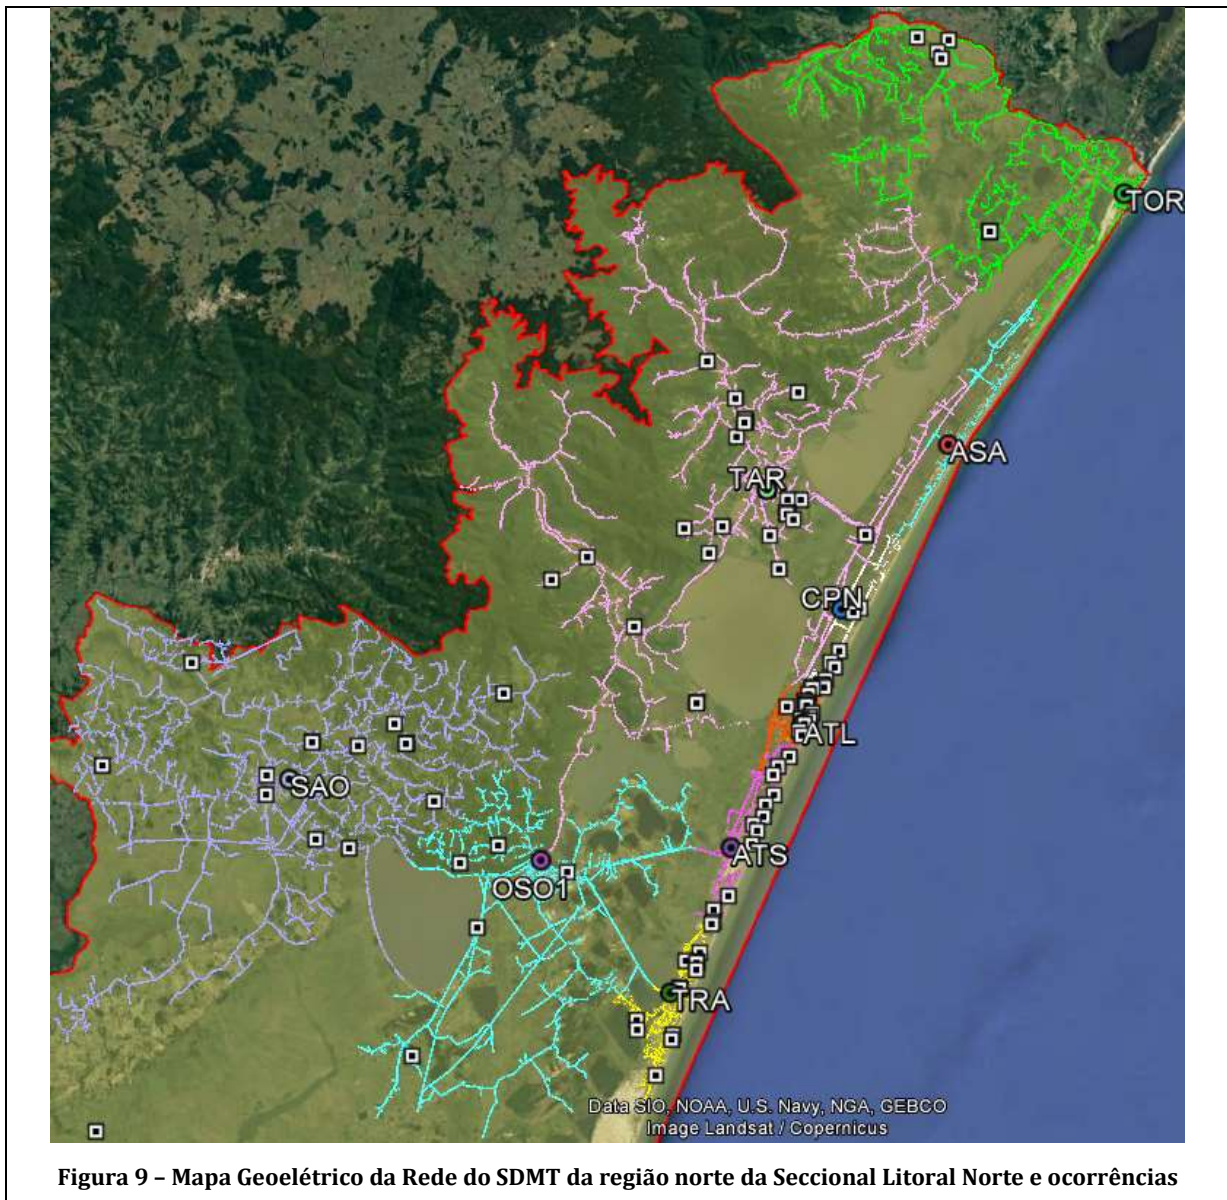 TOR
ASA
TAR
CPN
ATL
SAO
ATS
OSO1
TRA
Data SIO, NOAA, U.S. Navy, NGA, GEBCO
Image Landsat / Copernicus
Figura 9 – Mapa Geoelétrico da Rede do SDMT da região norte da Seccional Litoral Norte e ocorrências